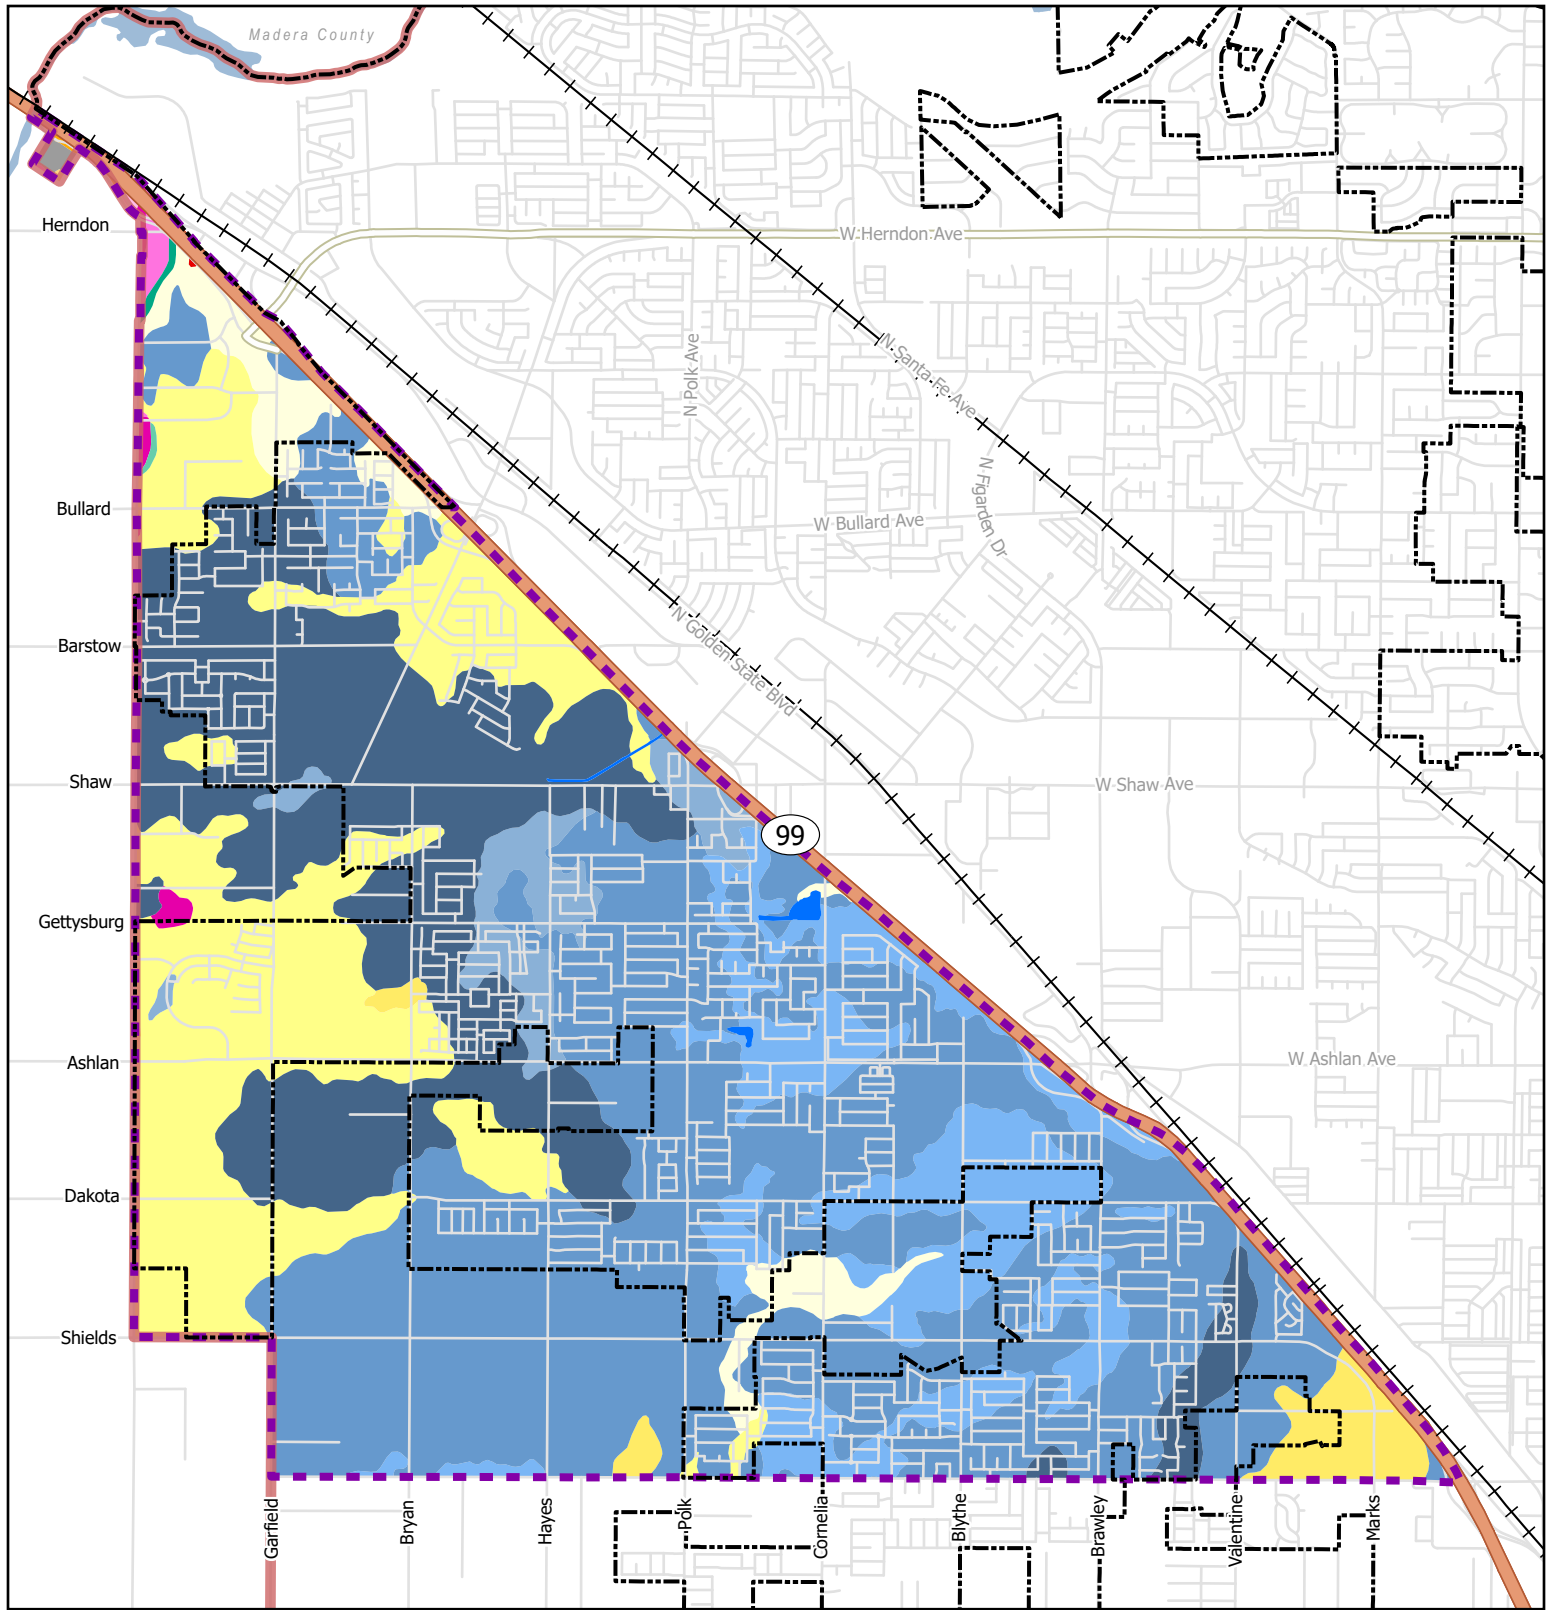 Madera County
Herndon
W Herndon Ave
N Polk Ave
N Santa Fe Ave
N Figarden Dr
Bullard
W Bullard Ave
Barstow
N Golden State Blvd
Shaw
W Shaw Ave
99
Gettysburg
Ashlan
W Ashlan Ave
Dakota
Shields
Garfield
Bryan
Hayes
Polk
Cornelia
Blythe
Brawley
Valentine
Marks